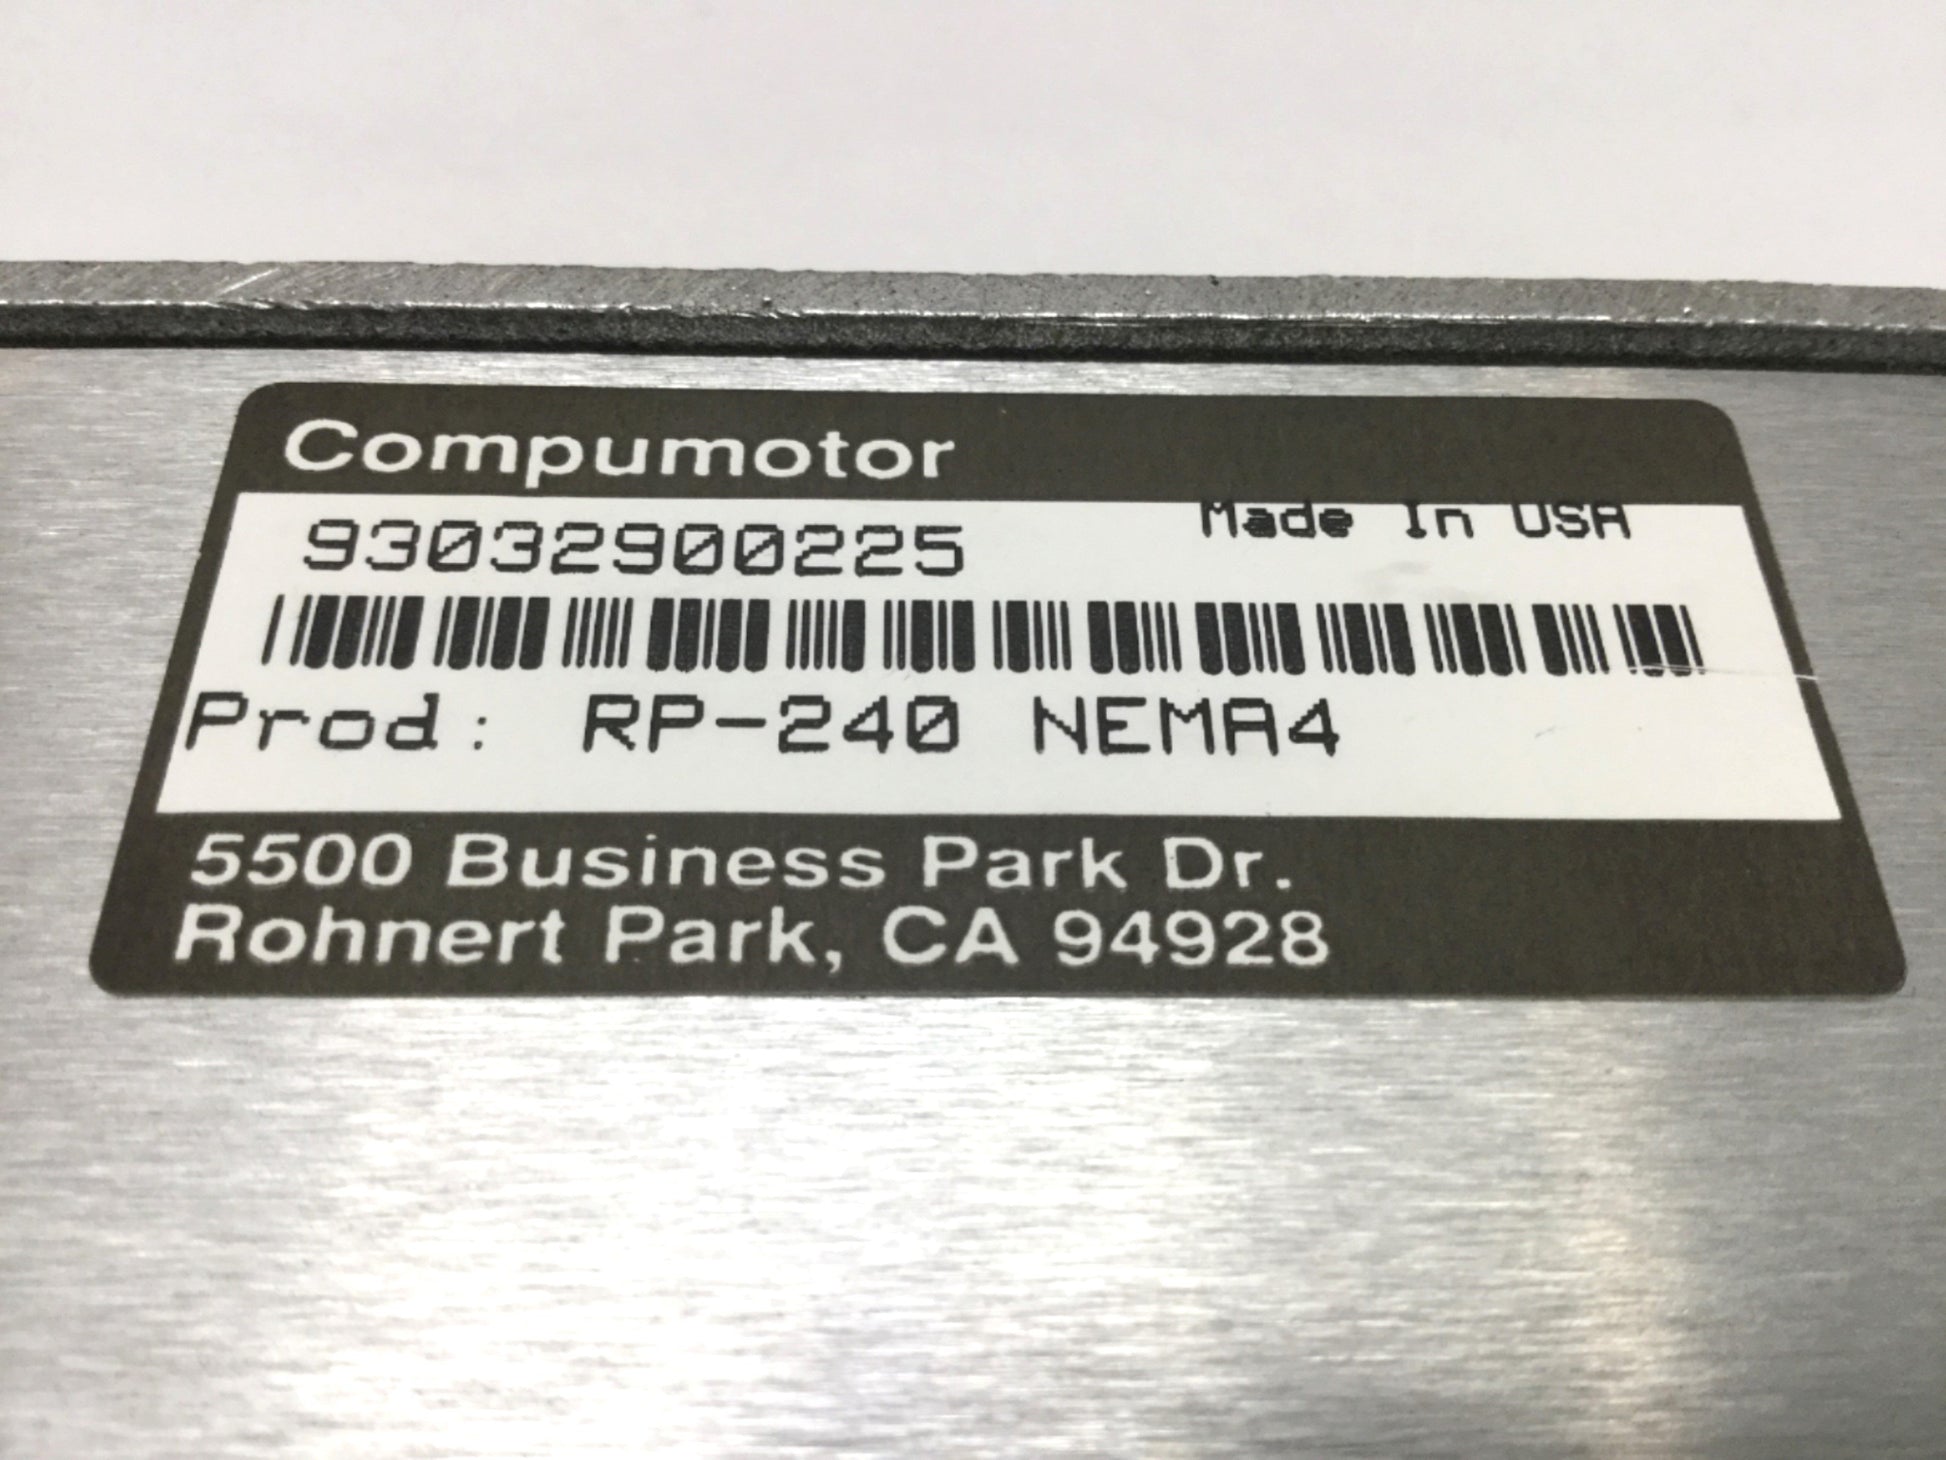 Compumotor
93032900225 Made In USA
Prod: RP-240 NEMA4
5500 Business Park Dr.
Rohnert Park, CA 94928